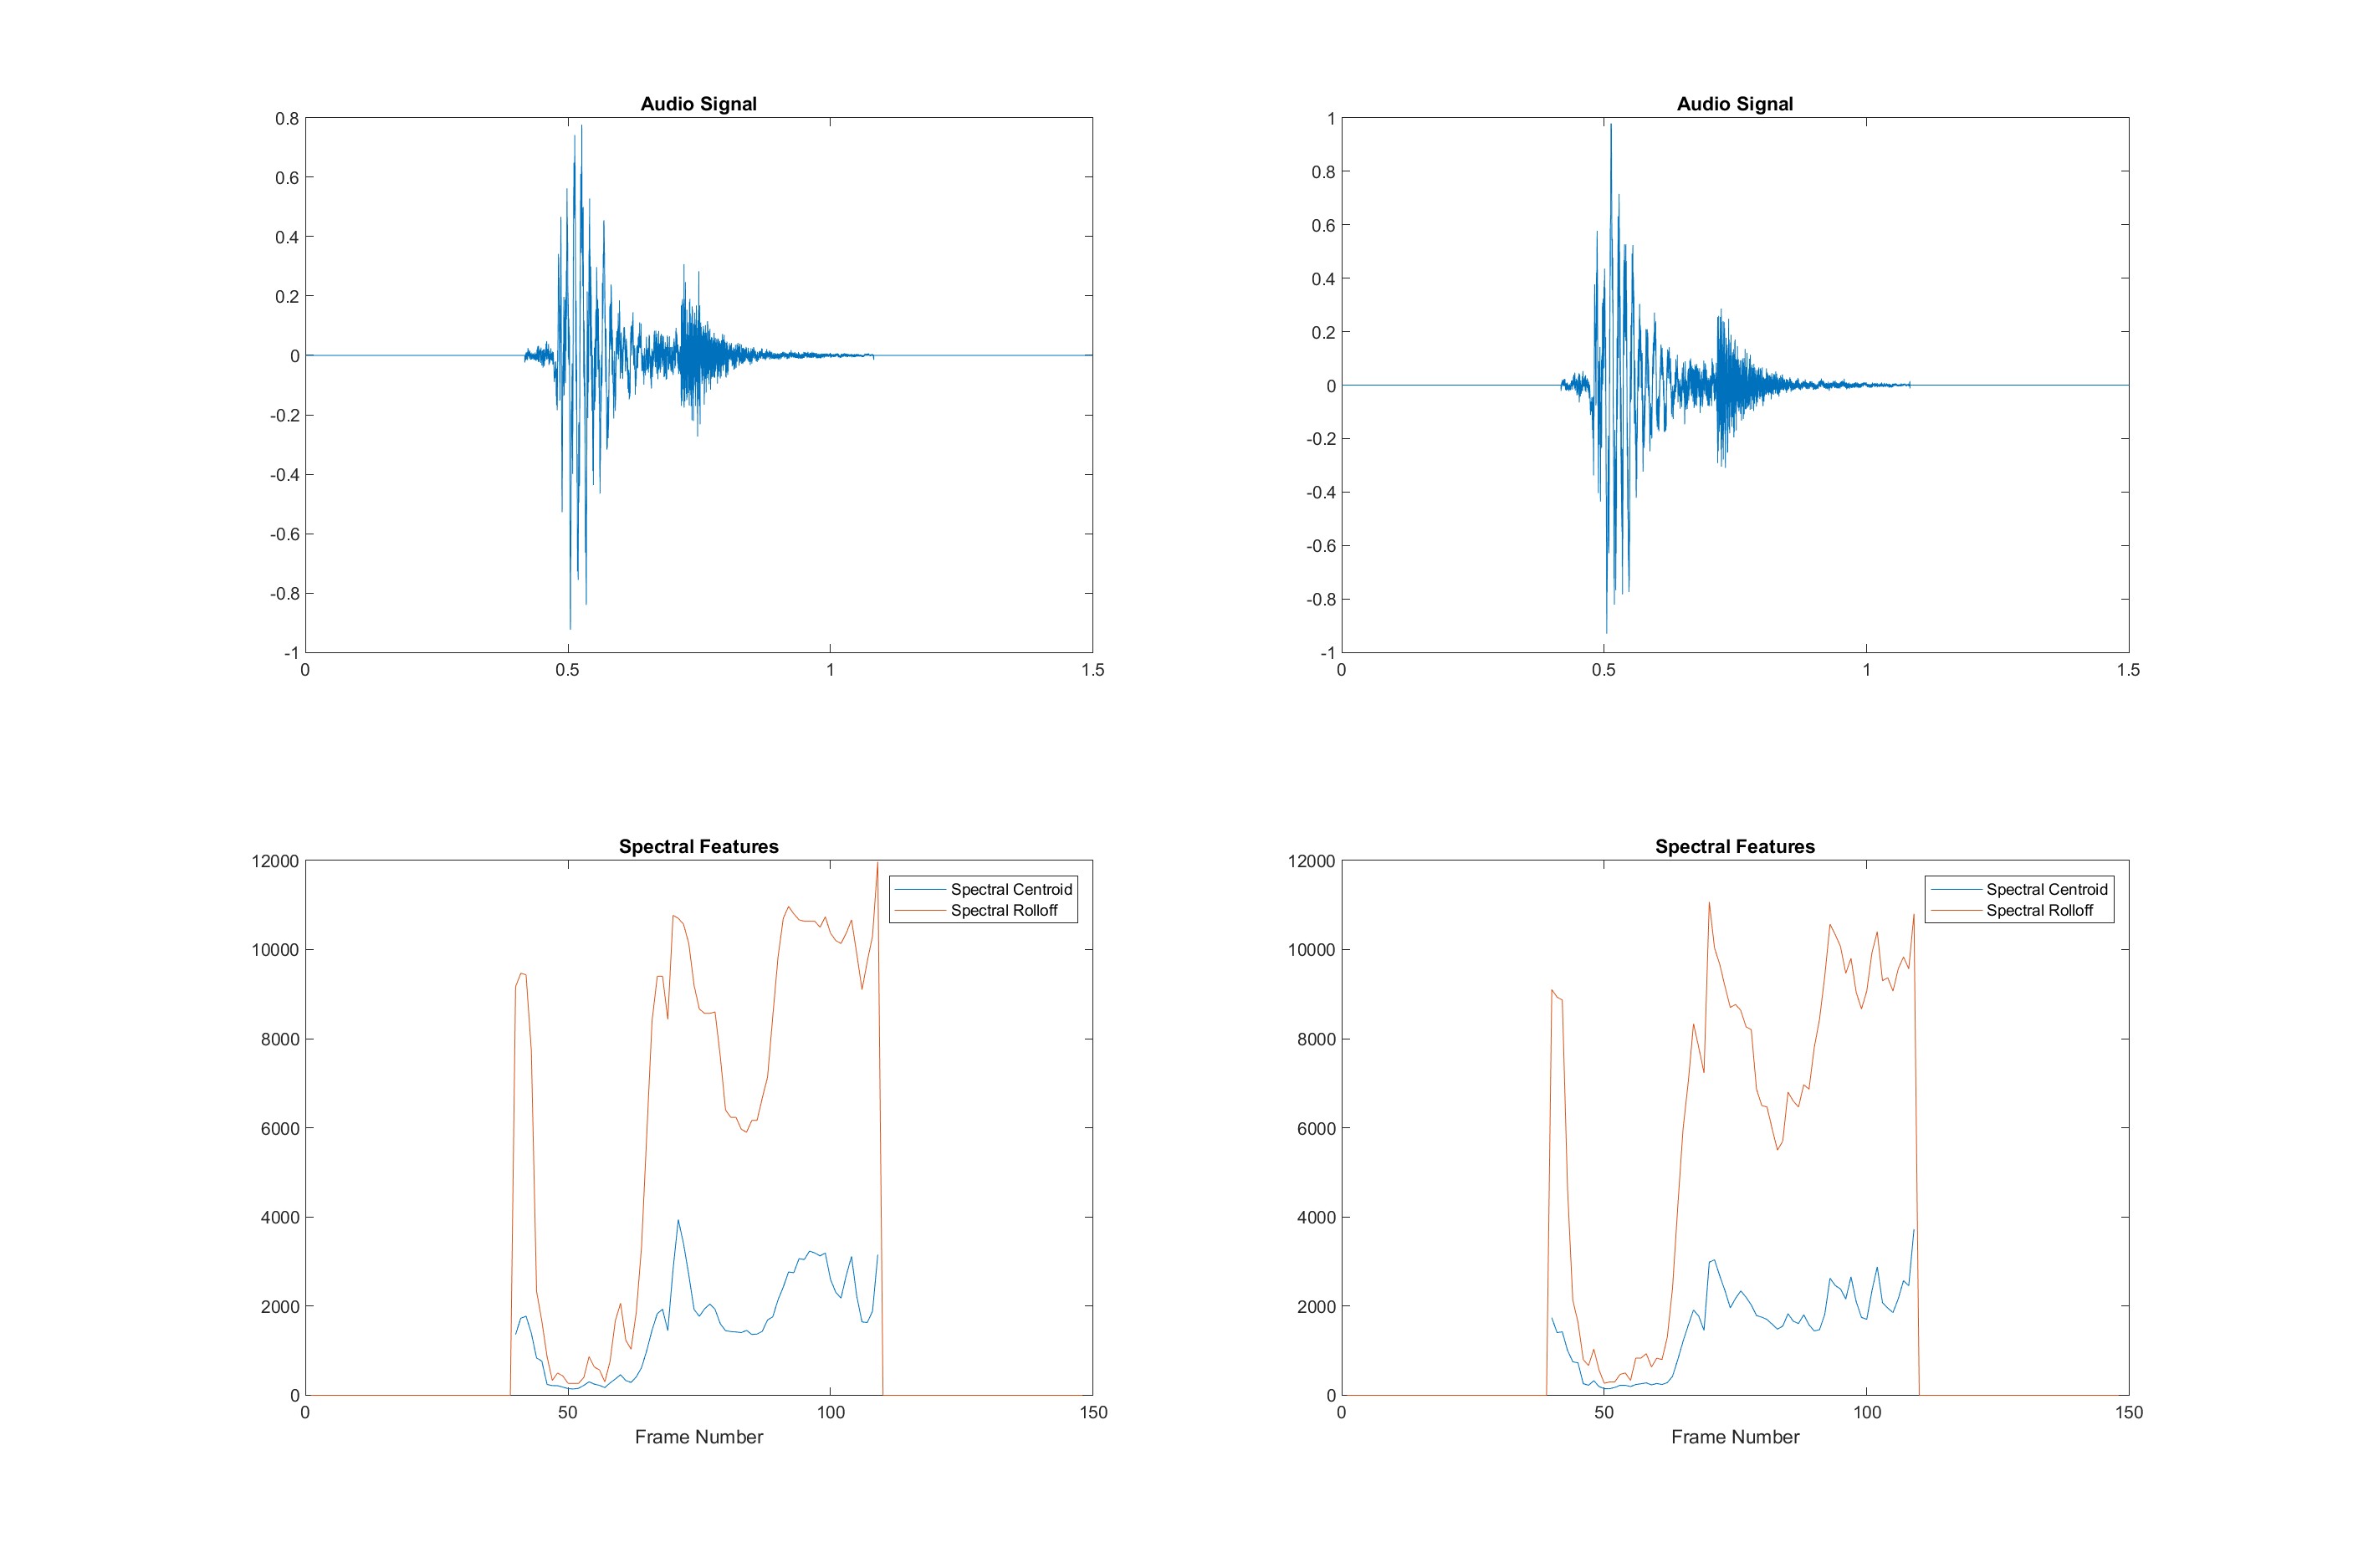 Audio Signal
0.8
0.6
0.4
0.2
0
-0.2
-0.4
-0.6
-0.8
-1
0 0.5 1 1.5
Audio Signal
1
0.8
0.6
0.4
0.2
0
-0.2
-0.4
-0.6
-0.8
-1
0 0.5 1 1.5
Spectral Features
12000
10000
8000
6000
4000
2000
0
0 50 100 150
Frame Number
Spectral Centroid
Spectral Rolloff
Spectral Features
12000
10000
8000
6000
4000
2000
0
0 50 100 150
Frame Number
Spectral Centroid
Spectral Rolloff